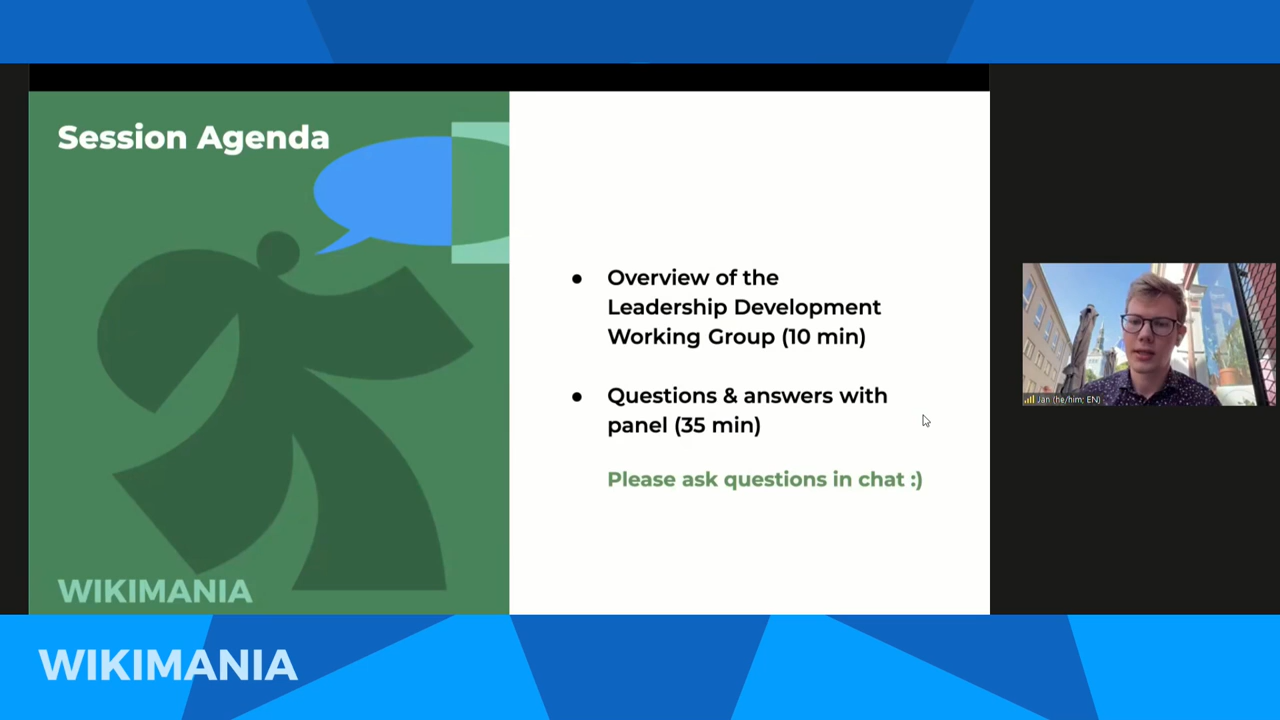 Session Agenda
● Overview of the
Leadership Development
Working Group (10 min)
● Questions & answers with
panel (35 min)
Please ask questions in chat :)
WIKIMANIA
Jan (he/him; EN)
WIKIMANIA